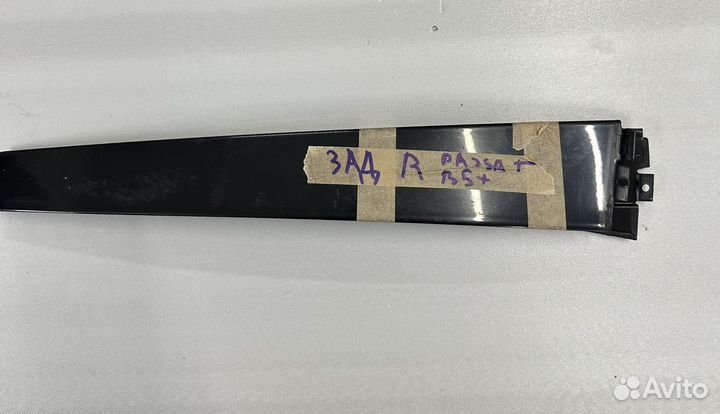 ЗАД R PASSAT
B5+
Avito